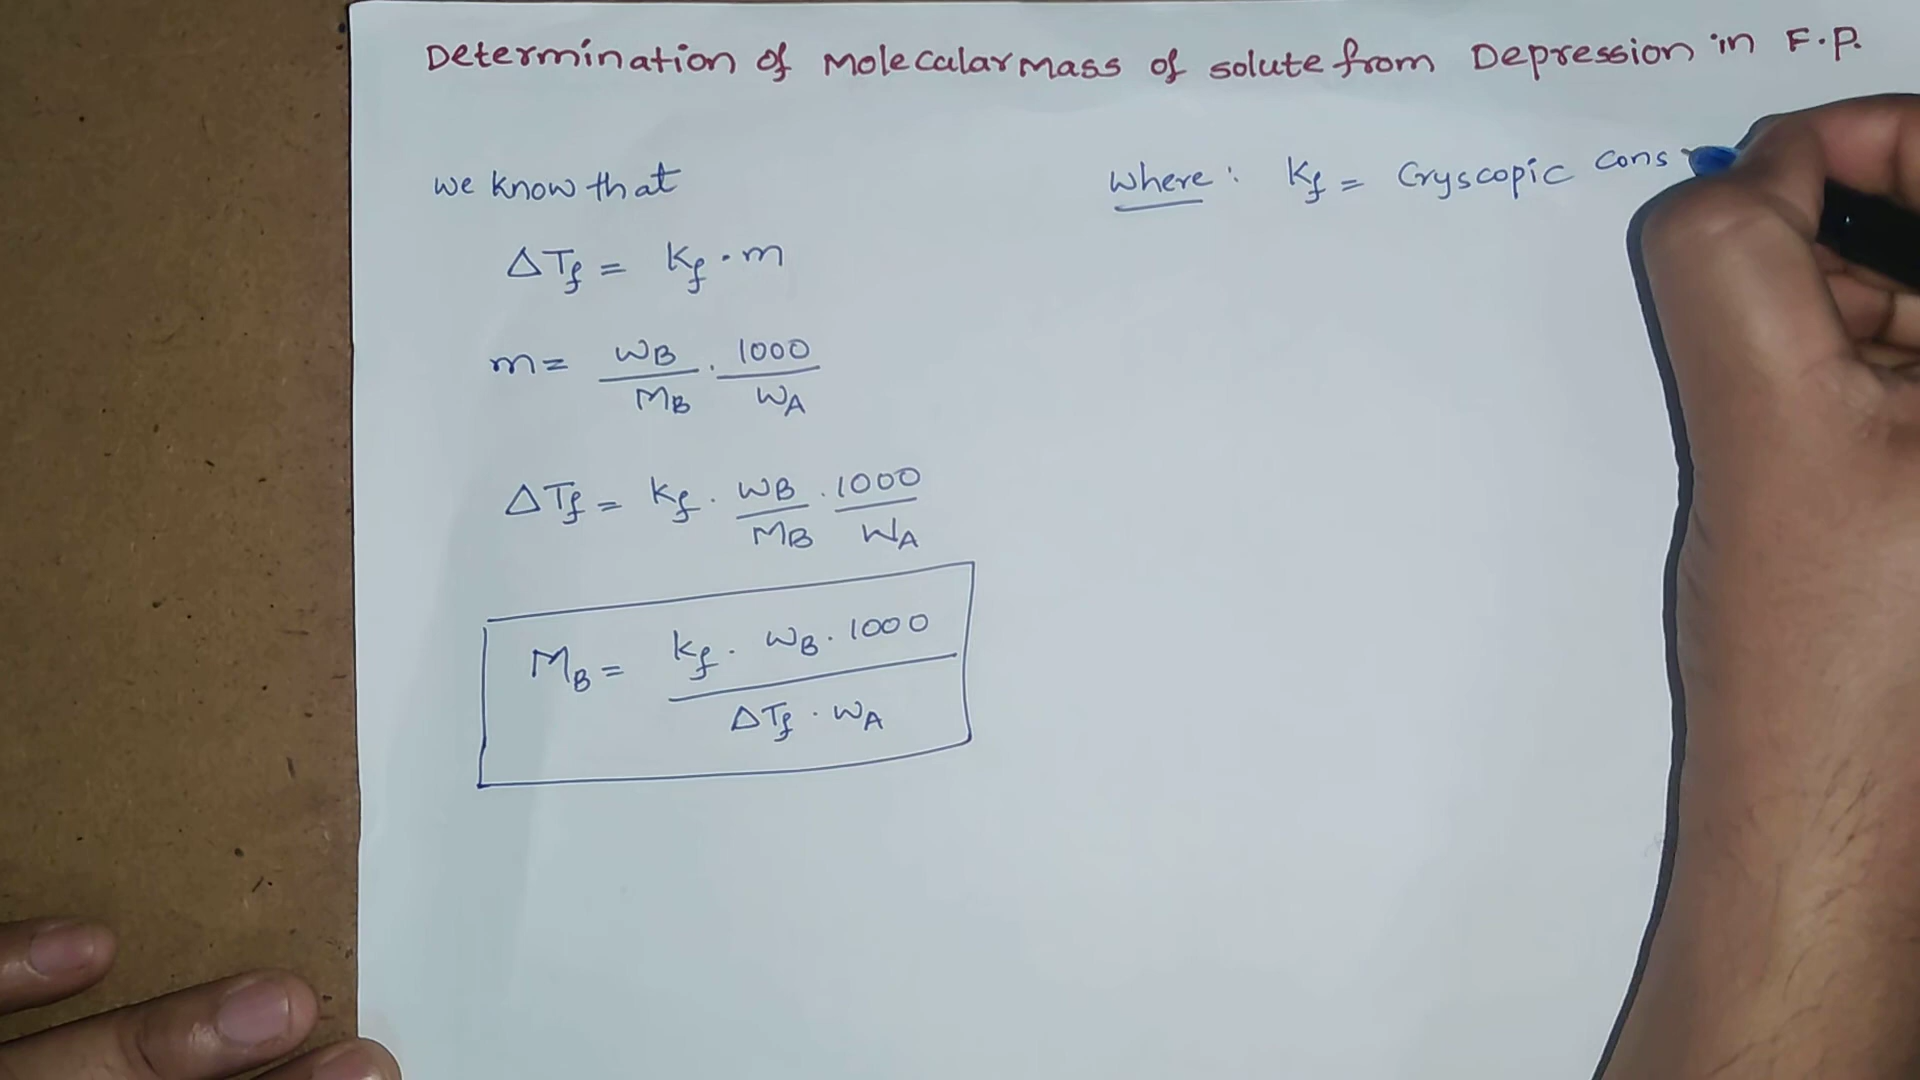 Determination of Molecular mass of solute from Depression in F.P.
we know that
ΔTf = Kf · m
m = WB/MB · 1000/WA
ΔTf = Kf · WB/MB · 1000/WA
MB = Kf · WB · 1000 / ΔTf · WA
Where : Kf = Cryscopic cons